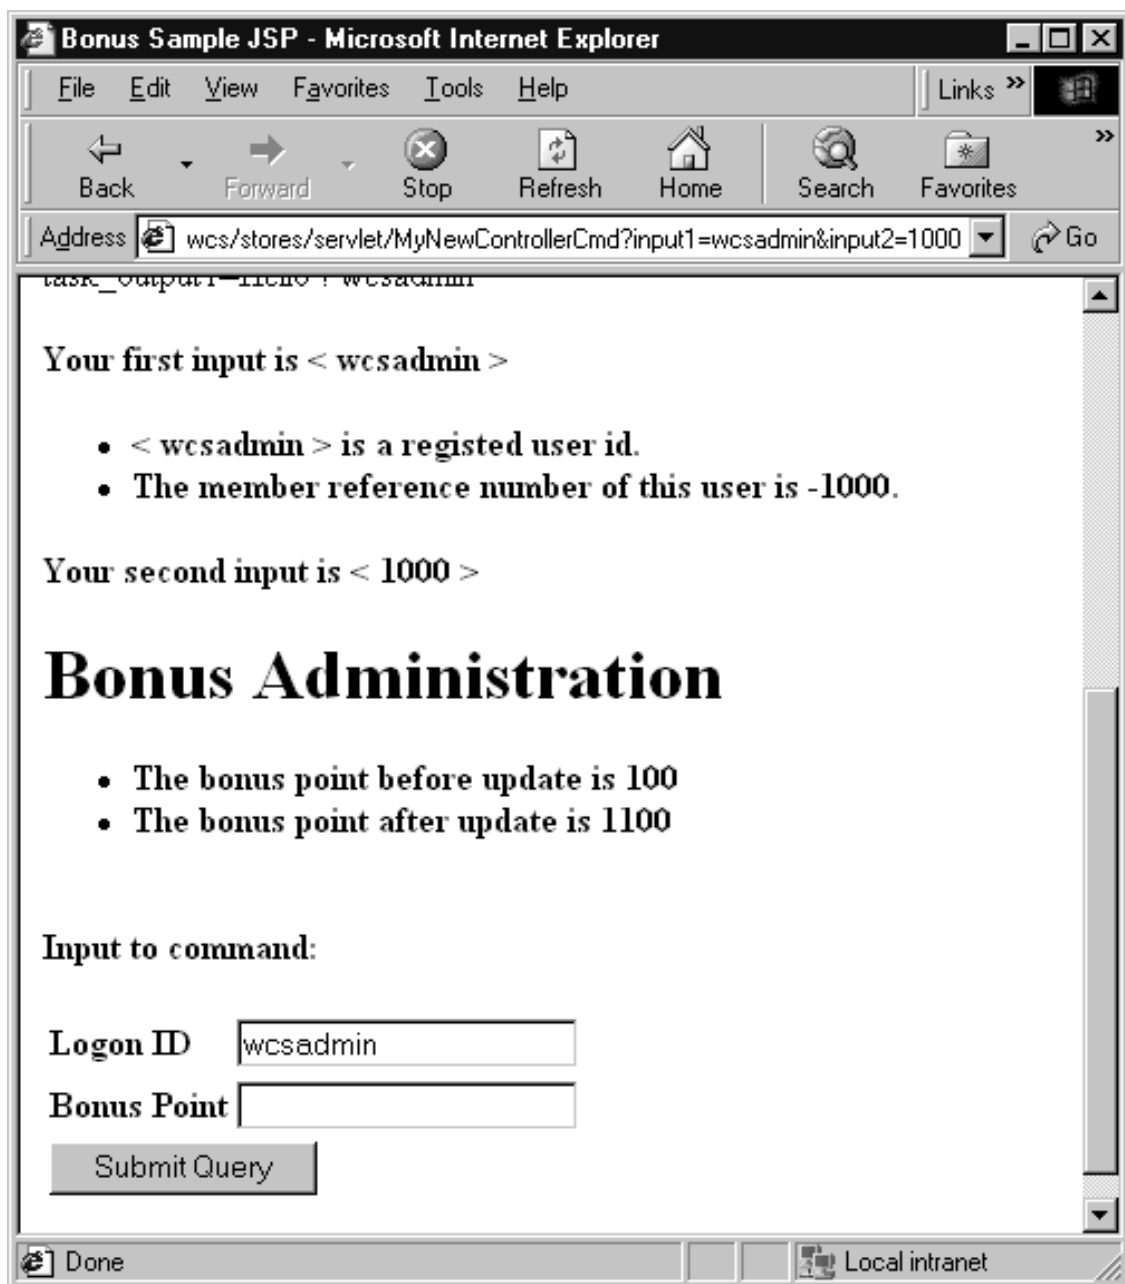 Bonus Sample JSP - Microsoft Internet Explorer
File Edit View Favorites Tools Help Links »
Back Forward Stop Refresh Home Search Favorites »
Address wcs/stores/servlet/MyNewControllerCmd?input1=wcsadmin&input2=1000 Go
task_output1=Hello ! wcsadmin
Your first input is < wcsadmin >
• < wcsadmin > is a registed user id.
• The member reference number of this user is -1000.
Your second input is < 1000 >
Bonus Administration
• The bonus point before update is 100
• The bonus point after update is 1100
Input to command:
Logon ID wcsadmin
Bonus Point
Submit Query
Done Local intranet